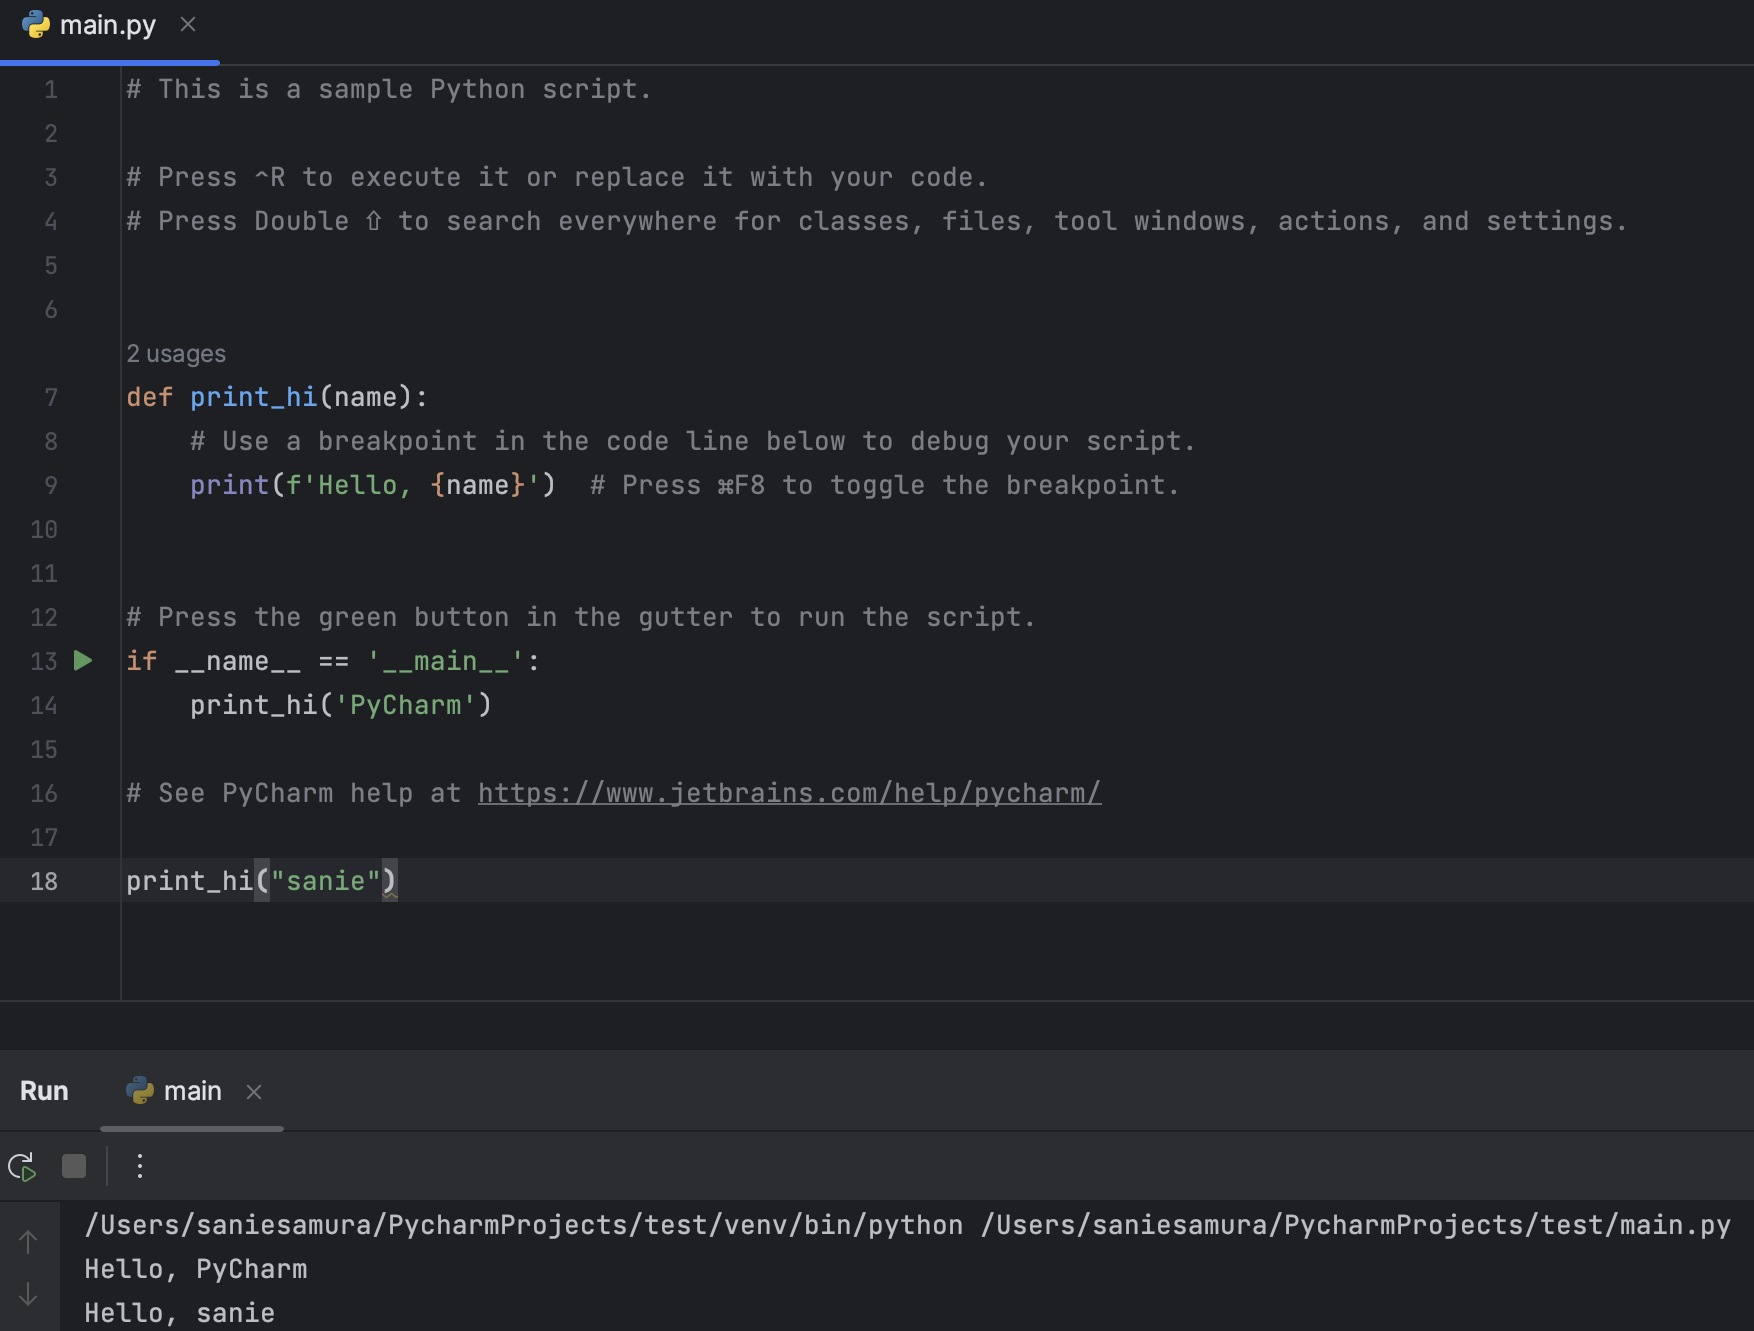 main.py
1 # This is a sample Python script.
2
3 # Press ^R to execute it or replace it with your code.
4 # Press Double ⇧ to search everywhere for classes, files, tool windows, actions, and settings.
5
6
2 usages
7 def print_hi(name):
8     # Use a breakpoint in the code line below to debug your script.
9     print(f'Hello, {name}')  # Press ⌘F8 to toggle the breakpoint.
10
11
12 # Press the green button in the gutter to run the script.
13 if __name__ == '__main__':
14     print_hi('PyCharm')
15
16 # See PyCharm help at https://www.jetbrains.com/help/pycharm/
17
18 print_hi("sanie")
Run main
/Users/saniesamura/PycharmProjects/test/venv/bin/python /Users/saniesamura/PycharmProjects/test/main.py
Hello, PyCharm
Hello, sanie